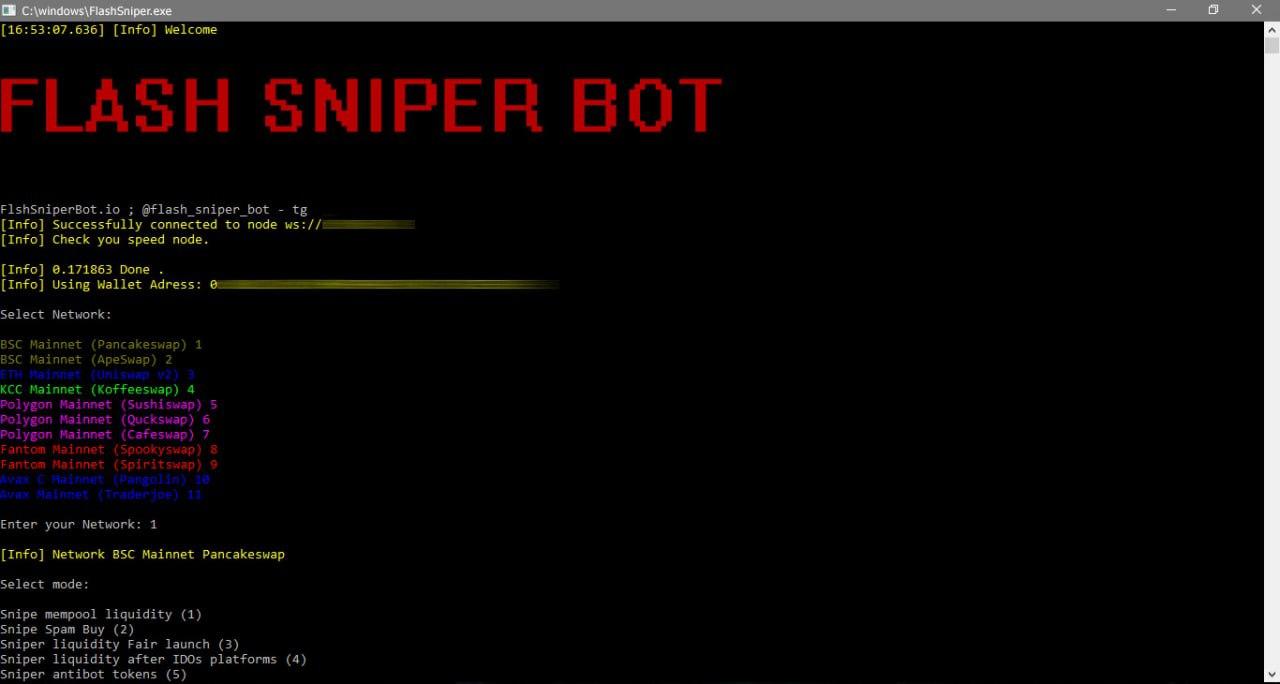 C:\windows\FlashSniper.exe
[16:53:07.636] [Info] Welcome
FLASH SNIPER BOT
FlshSniperBot.io ; @flash_sniper_bot - tg
[Info] Successfully connected to node ws://
[Info] Check you speed node.
[Info] 0.171863 Done .
[Info] Using Wallet Adress: 0
Select Network:
BSC Mainnet (Pancakeswap) 1
BSC Mainnet (ApeSwap) 2
ETH Mainnet (Uniswap v2) 3
KCC Mainnet (Koffeeswap) 4
Polygon Mainnet (Sushiswap) 5
Polygon Mainnet (Quckswap) 6
Polygon Mainnet (Cafeswap) 7
Fantom Mainnet (Spookyswap) 8
Fantom Mainnet (Spiritswap) 9
Avax C Mainnet (Pangolin) 10
Avax Mainnet (Traderjoe) 11
Enter your Network: 1
[Info] Network BSC Mainnet Pancakeswap
Select mode:
Snipe mempool liquidity (1)
Snipe Spam Buy (2)
Sniper liquidity Fair launch (3)
Sniper liquidity after IDOs platforms (4)
Sniper antibot tokens (5)